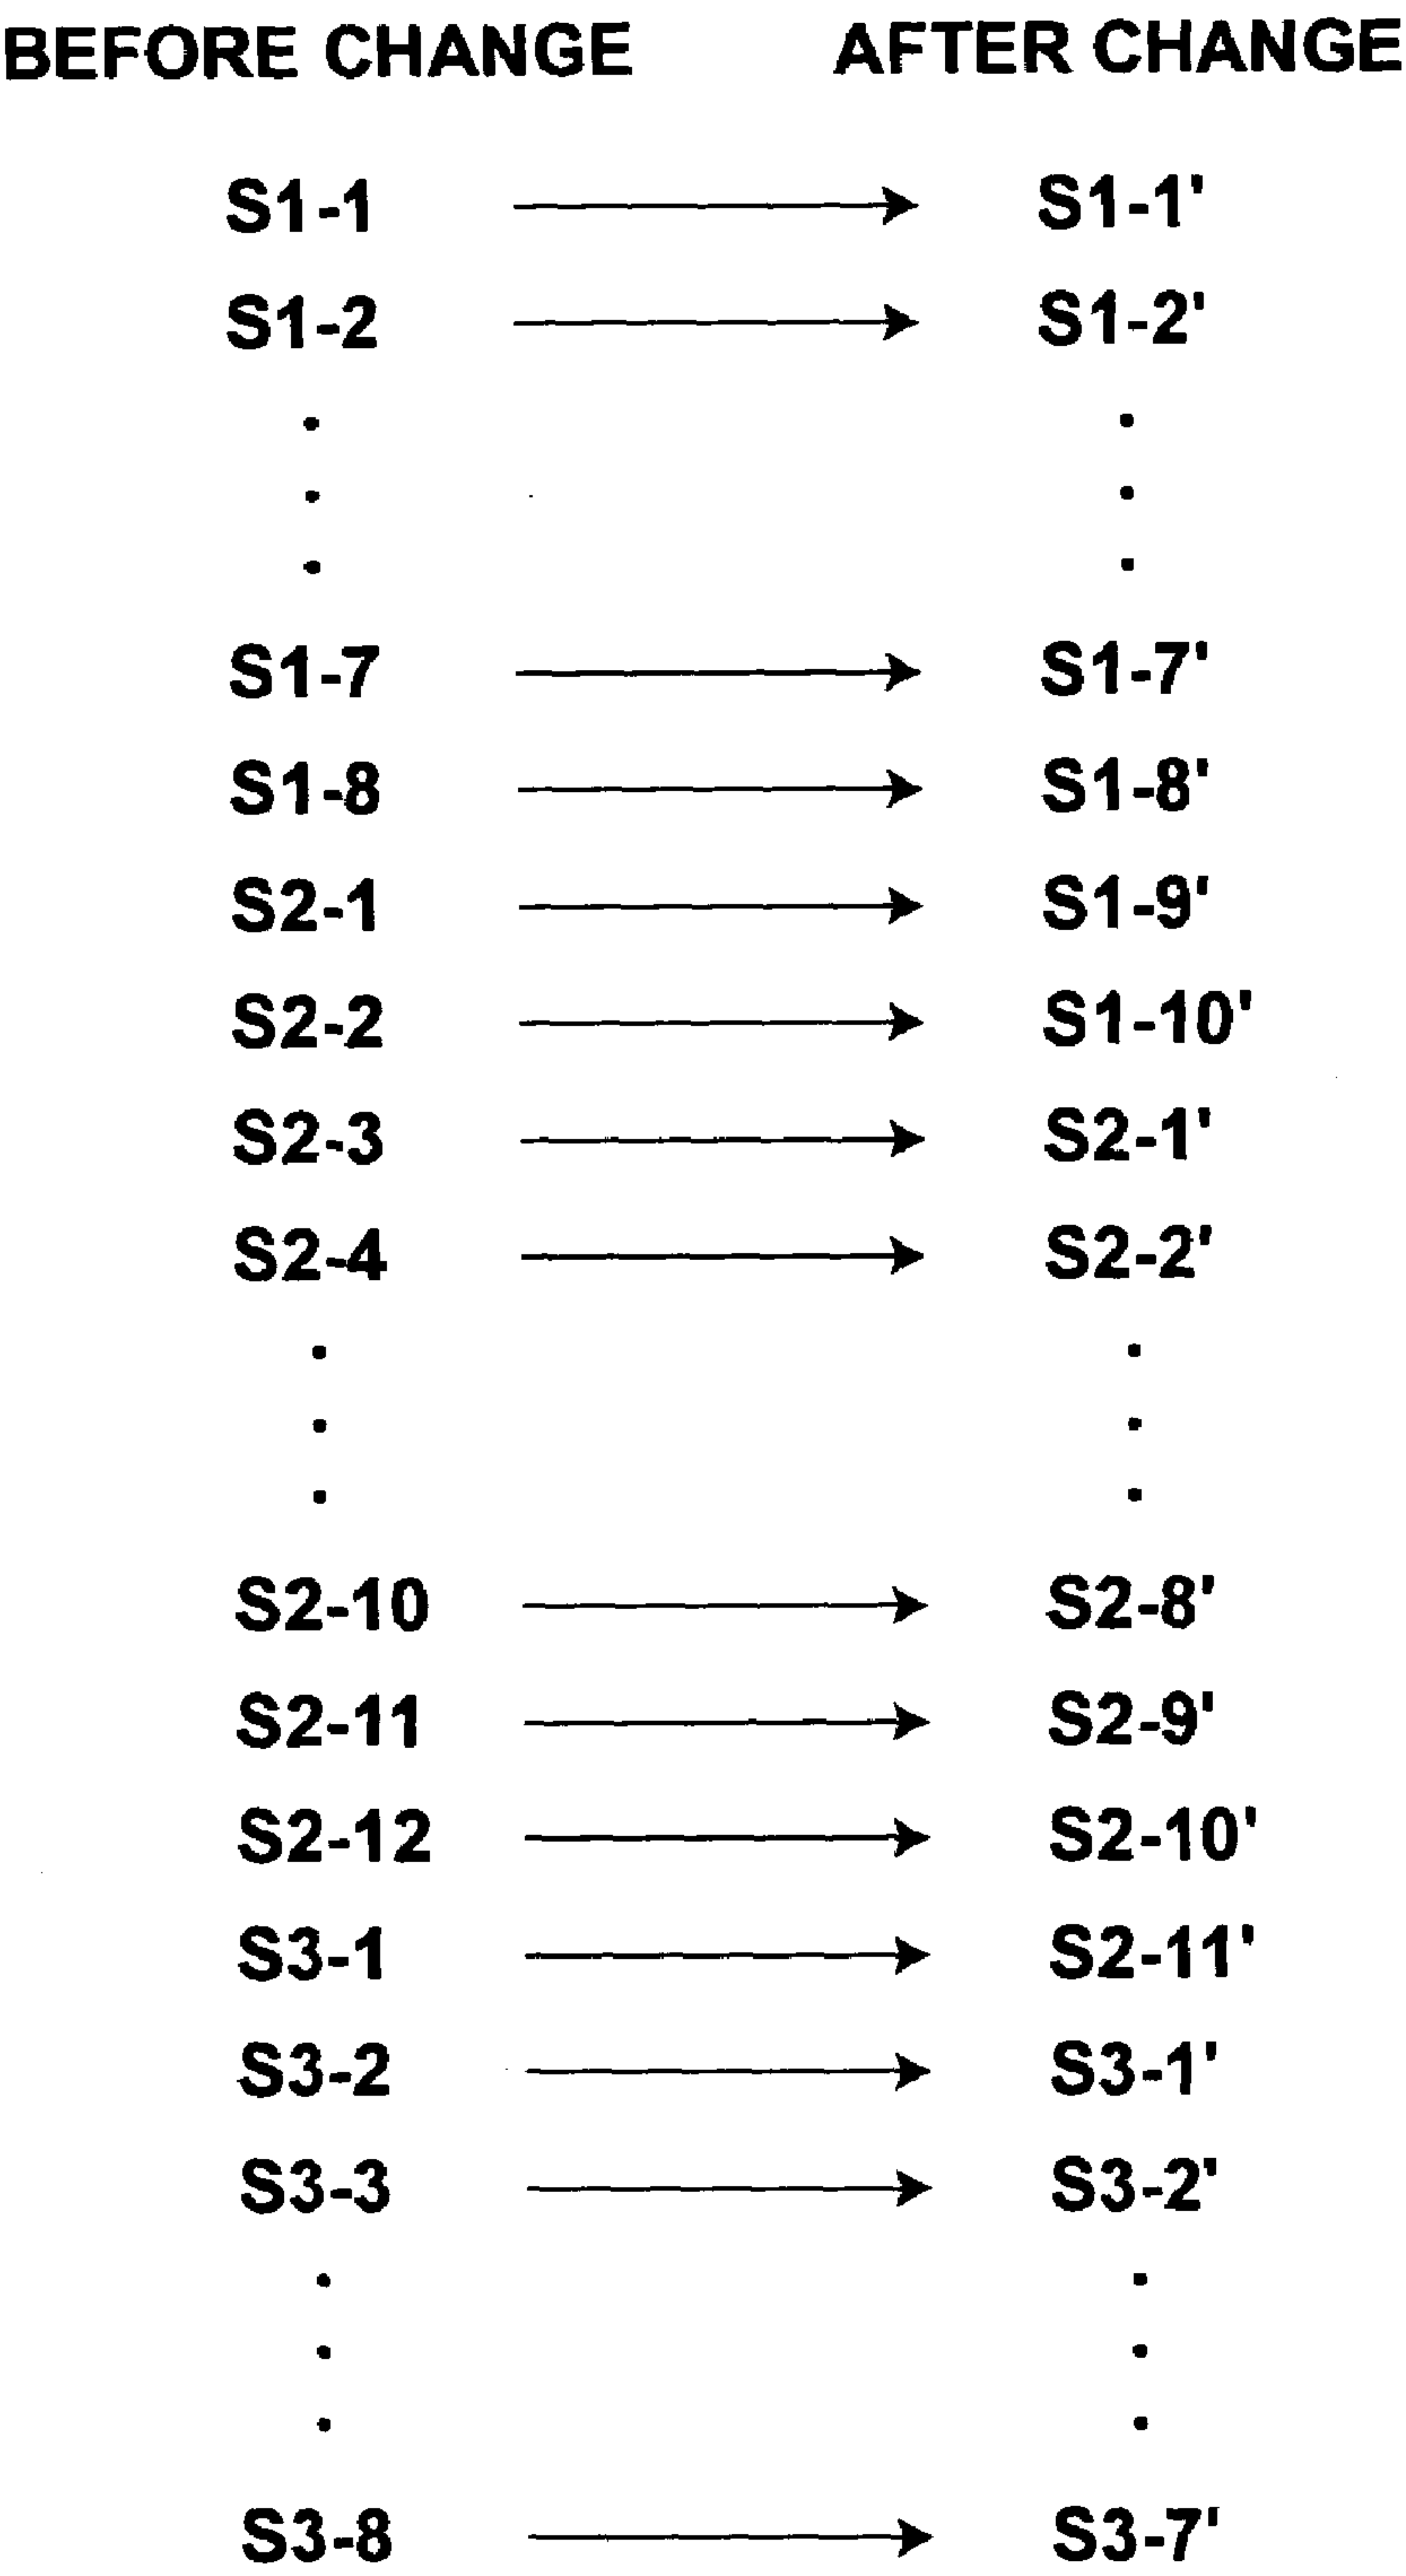 BEFORE CHANGE AFTER CHANGE
S1-1 S1-1'
S1-2 S1-2'
S1-7 S1-7'
S1-8 S1-8'
S2-1 S1-9'
S2-2 S1-10'
S2-3 S2-1'
S2-4 S2-2'
S2-10 S2-8'
S2-11 S2-9'
S2-12 S2-10'
S3-1 S2-11'
S3-2 S3-1'
S3-3 S3-2'
S3-8 S3-7'